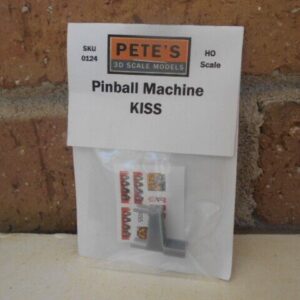 SKU
0124
PETE'S
3D SCALE MODELS
HO
Scale
Pinball Machine
KISS